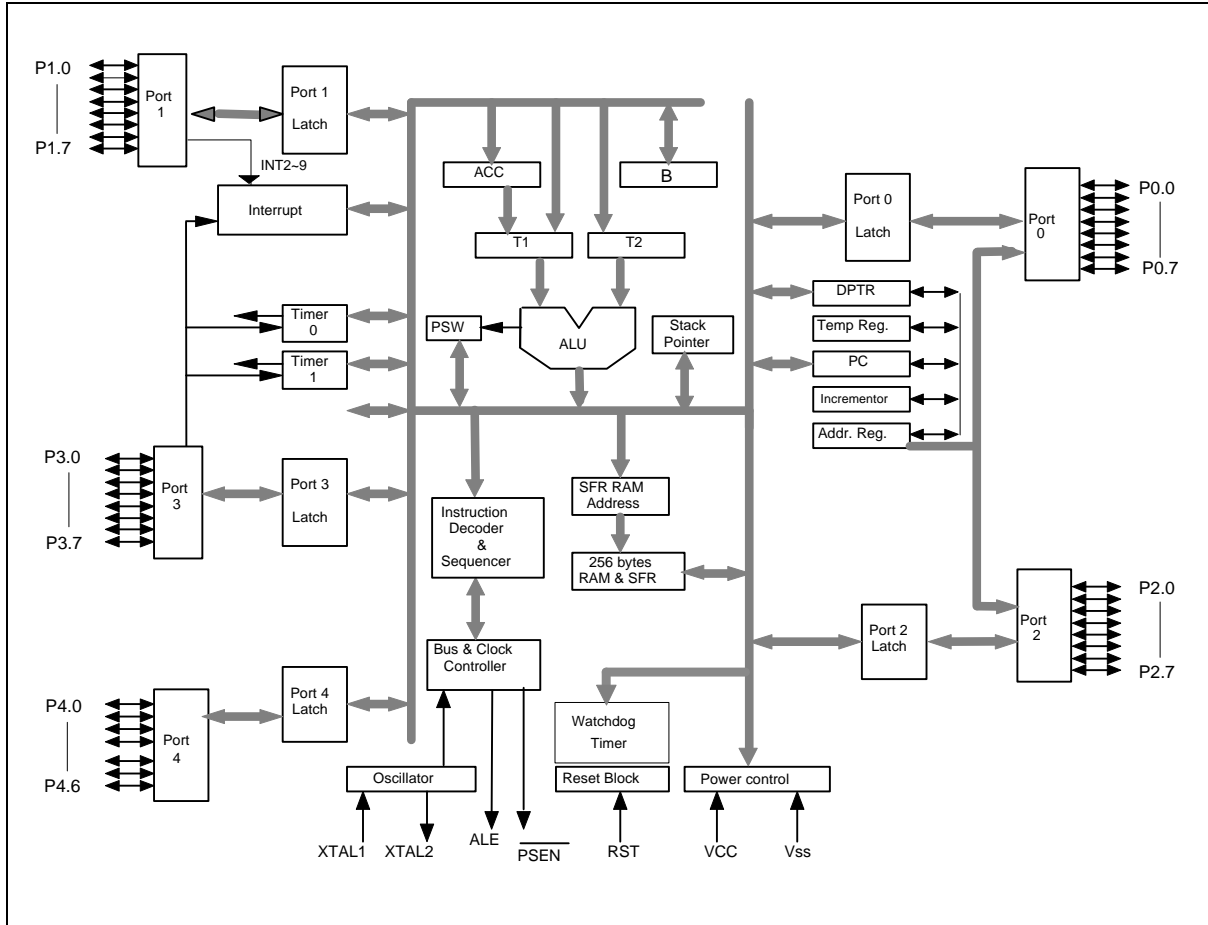 P1.0
P1.7
Port
1
Port 1
Latch
INT2~9
Interrupt
Timer
0
Timer
1
P3.0
P3.7
Port
3
Port 3
Latch
P4.0
P4.6
Port
4
Port 4
Latch
ACC
B
T1
T2
PSW
ALU
Stack
Pointer
Instruction
Decoder
&
Sequencer
SFR RAM
Address
256 bytes
RAM & SFR
Bus & Clock
Controller
Watchdog
Timer
Oscillator
Reset Block
Power control
XTAL1
XTAL2
ALE
PSEN
RST
VCC
Vss
Port 0
Latch
Port
0
P0.0
P0.7
DPTR
Temp Reg.
PC
Incrementor
Addr. Reg.
Port 2
Latch
Port
2
P2.0
P2.7